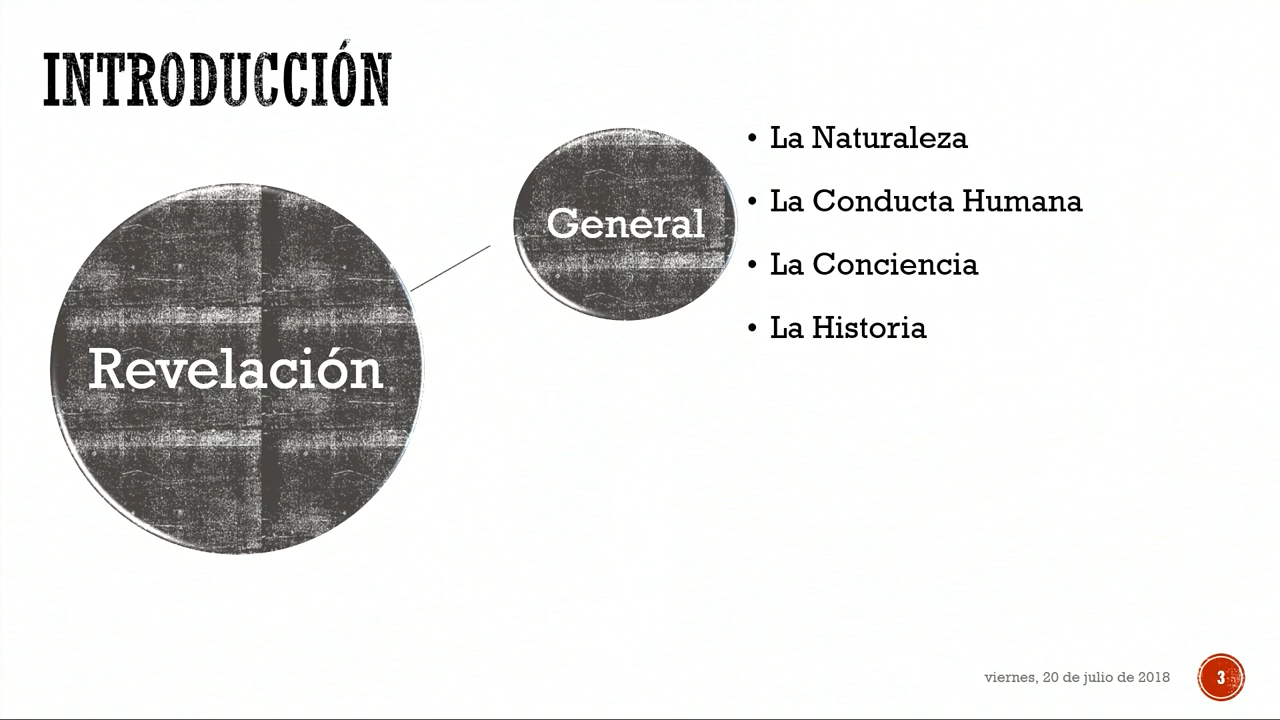 INTRODUCCIÓN
Revelación
General
• La Naturaleza
• La Conducta Humana
• La Conciencia
• La Historia
viernes, 20 de julio de 2018
3